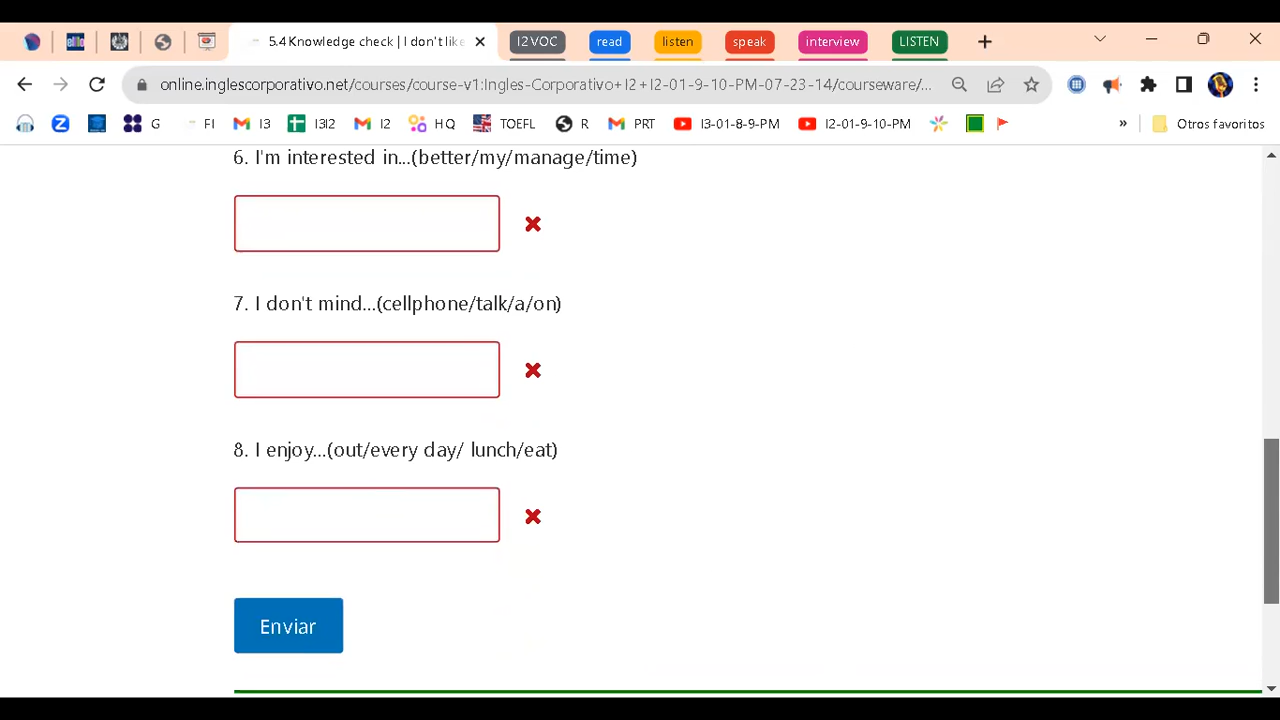 5.4 Knowledge check | I don't like
I2 VOC
read
listen
speak
interview
LISTEN
online.inglescorporativo.net/courses/course-v1:Ingles-Corporativo+I2+I2-01-9-10-PM-07-23-14/courseware/...
G
FI
I3
I3I2
I2
HQ
TOEFL
R
PRT
I3-01-8-9-PM
I2-01-9-10-PM
»
Otros favoritos
6. I'm interested in...(better/my/manage/time)
7. I don't mind...(cellphone/talk/a/on)
8. I enjoy...(out/every day/ lunch/eat)
Enviar